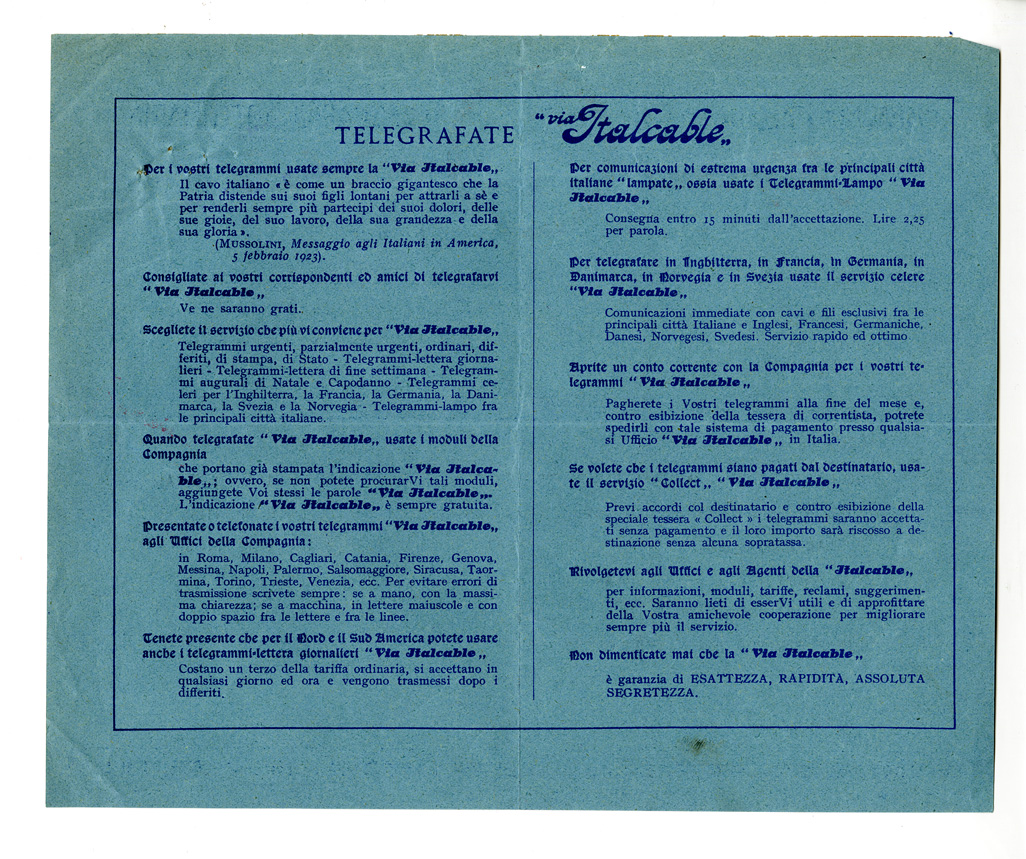 TELEGRAFATE “via Italcable„
Per i vostri telegrammi usate sempre la “Via Italcable„
Il cavo italiano « è come un braccio gigantesco che la
Patria distende sui suoi figli lontani per attrarli a sè e
per renderli sempre più partecipi dei suoi dolori, delle
sue gioie, del suo lavoro, della sua grandezza e della
sua gloria ».
(MUSSOLINI, Messaggio agli Italiani in America,
5 febbraio 1923).
Consigliate ai vostri corrispondenti ed amici di telegrafarvi
“Via Italcable„
Ve ne saranno grati.
Scegliete il servizio che più vi conviene per “Via Italcable„
Telegrammi urgenti, parzialmente urgenti, ordinari, dif-
feriti, di stampa, di Stato - Telegrammi-lettera giorna-
lieri - Telegrammi-lettera di fine settimana - Telegram-
mi augurali di Natale e Capodanno - Telegrammi ce-
leri per l'Inghilterra, la Francia, la Germania, la Dani-
marca, la Svezia e la Norvegia - Telegrammi-lampo fra
le principali città italiane.
Quando telegrafate “Via Italcable„ usate i moduli della
Compagnia
che portano già stampata l'indicazione “Via Italca-
ble„; ovvero, se non potete procurarVi tali moduli,
aggiungete Voi stessi le parole “Via Italcable„.
L'indicazione “Via Italcable„ è sempre gratuita.
Presentate o telefonate i vostri telegrammi “Via Italcable„
agli Uffici della Compagnia:
in Roma, Milano, Cagliari, Catania, Firenze, Genova,
Messina, Napoli, Palermo, Salsomaggiore, Siracusa, Taor-
mina, Torino, Trieste, Venezia, ecc. Per evitare errori di
trasmissione scrivete sempre: se a mano, con la massi-
ma chiarezza; se a macchina, in lettere maiuscole e con
doppio spazio fra le lettere e fra le linee.
Tenete presente che per il Nord e il Sud America potete usare
anche i telegrammi-lettera giornalieri “Via Italcable„
Costano un terzo della tariffa ordinaria, si accettano in
qualsiasi giorno ed ora e vengono trasmessi dopo i
differiti.
Per comunicazioni di estrema urgenza fra le principali città
italiane “lampate„ ossia usate i Telegrammi-Lampo “Via
Italcable„
Consegna entro 15 minuti dall'accettazione. Lire 2,25
per parola.
Per telegrafare in Inghilterra, in Francia, in Germania, in
Danimarca, in Norvegia e in Svezia usate il servizio celere
“Via Italcable„
Comunicazioni immediate con cavi e fili esclusivi fra le
principali città Italiane e Inglesi, Francesi, Germaniche,
Danesi, Norvegesi, Svedesi. Servizio rapido ed ottimo
Aprite un conto corrente con la Compagnia per i vostri te-
legrammi “Via Italcable„
Pagherete i Vostri telegrammi alla fine del mese e,
contro esibizione della tessera di correntista, potrete
spedirli con tale sistema di pagamento presso qualsia-
si Ufficio “Via Italcable„ in Italia.
Se volete che i telegrammi siano pagati dal destinatario, usa-
te il servizio “Collect„ “Via Italcable„
Previ accordi col destinatario e contro esibizione della
speciale tessera « Collect » i telegrammi saranno accetta-
ti senza pagamento e il loro importo sarà riscosso a de-
stinazione senza alcuna sopratassa.
Rivolgetevi agli Uffici e agli Agenti della “Italcable„
per informazioni, moduli, tariffe, reclami, suggerimen-
ti, ecc. Saranno lieti di esserVi utili e di approfittare
della Vostra amichevole cooperazione per migliorare
sempre più il servizio.
Non dimenticate mai che la “Via Italcable„
è garanzia di ESATTEZZA, RAPIDITÀ, ASSOLUTA
SEGRETEZZA.